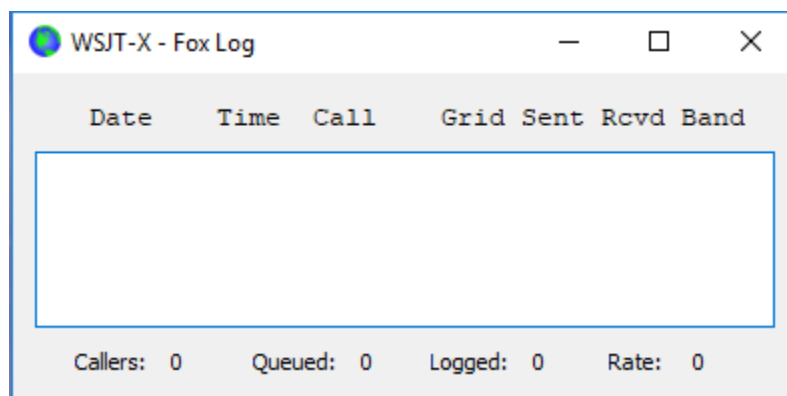 WSJT-X - Fox Log
Date Time Call Grid Sent Rcvd Band
Callers: 0 Queued: 0 Logged: 0 Rate: 0